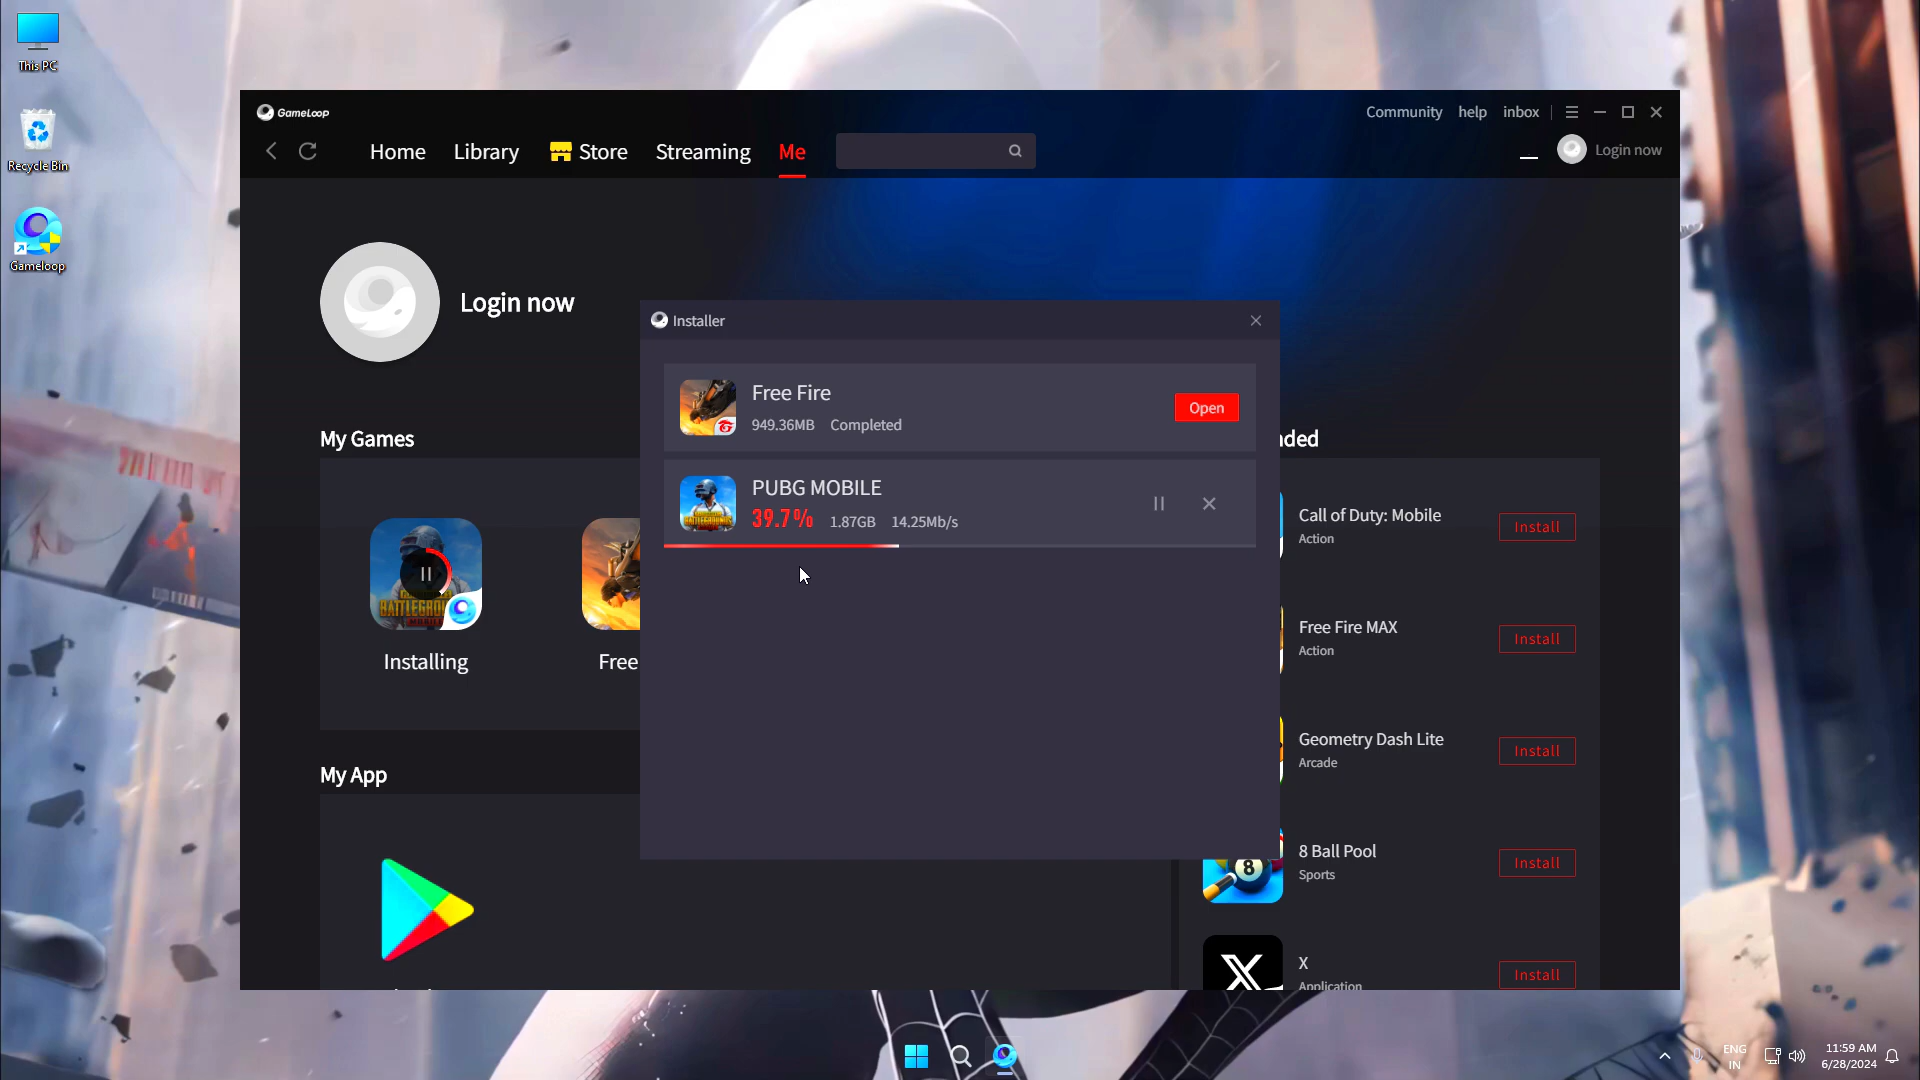 This PC
Recycle Bin
Gameloop
GameLoop
Community help inbox
Home Library Store Streaming Me
Login now
Login now
Installer
Free Fire
949.36MB Completed
Open
PUBG MOBILE
39.7% 1.87GB 14.25Mb/s
My Games
Installing
Free
My App
nded
Call of Duty: Mobile
Action
Install
Free Fire MAX
Action
Install
Geometry Dash Lite
Arcade
Install
8 Ball Pool
Sports
Install
X
Application
Install
ENG
IN
11:59 AM
6/28/2024